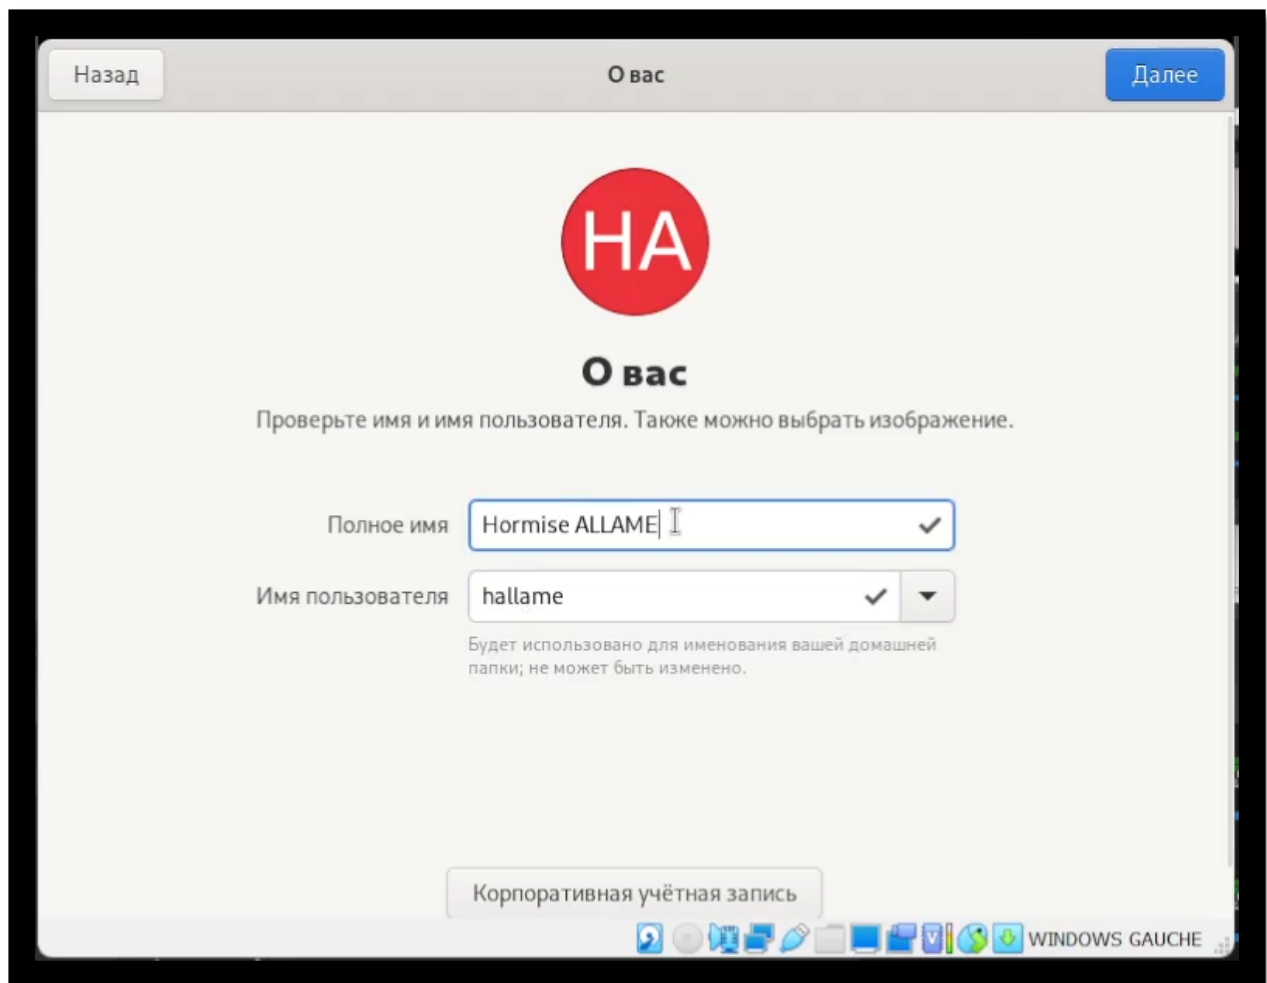 Назад
О вас
Далее
HA
О вас
Проверьте имя и имя пользователя. Также можно выбрать изображение.
Полное имя
Hormise ALLAME
Имя пользователя
hallame
Будет использовано для именования вашей домашней
папки; не может быть изменено.
Корпоративная учётная запись
WINDOWS GAUCHE